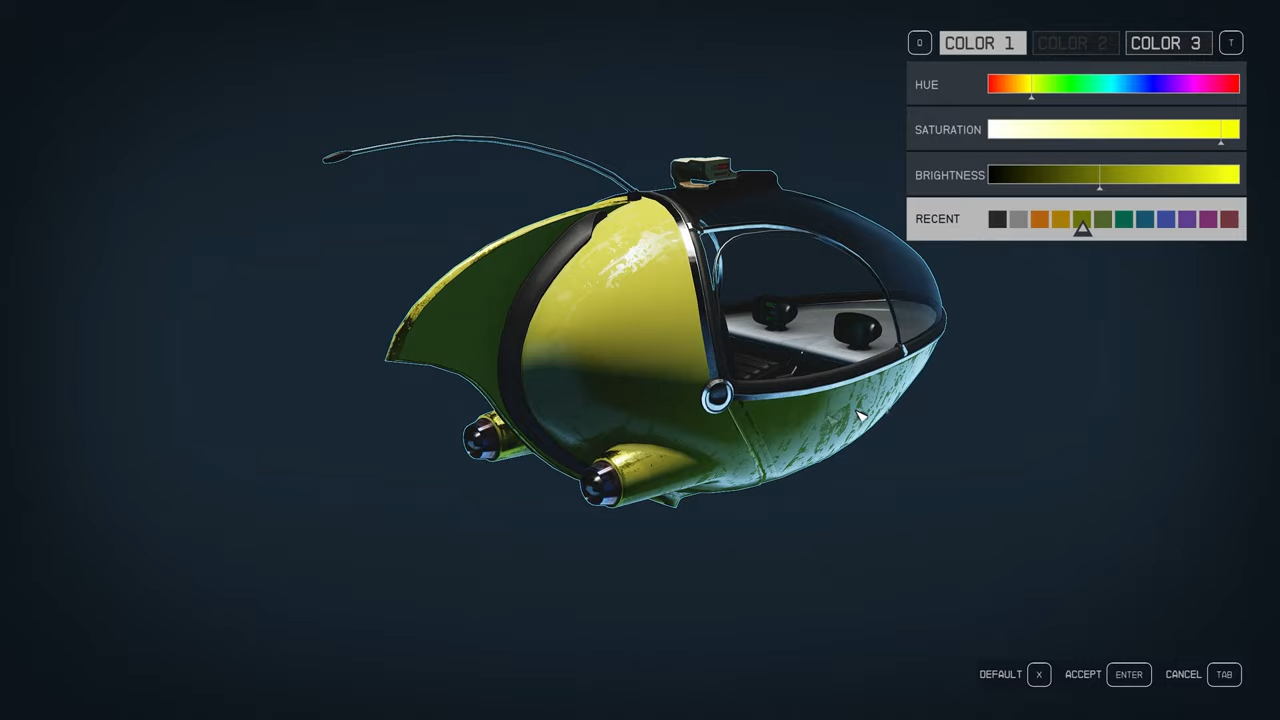 Q COLOR 1 COLOR 2 COLOR 3 T
HUE
SATURATION
BRIGHTNESS
RECENT
DEFAULT X ACCEPT ENTER CANCEL TAB